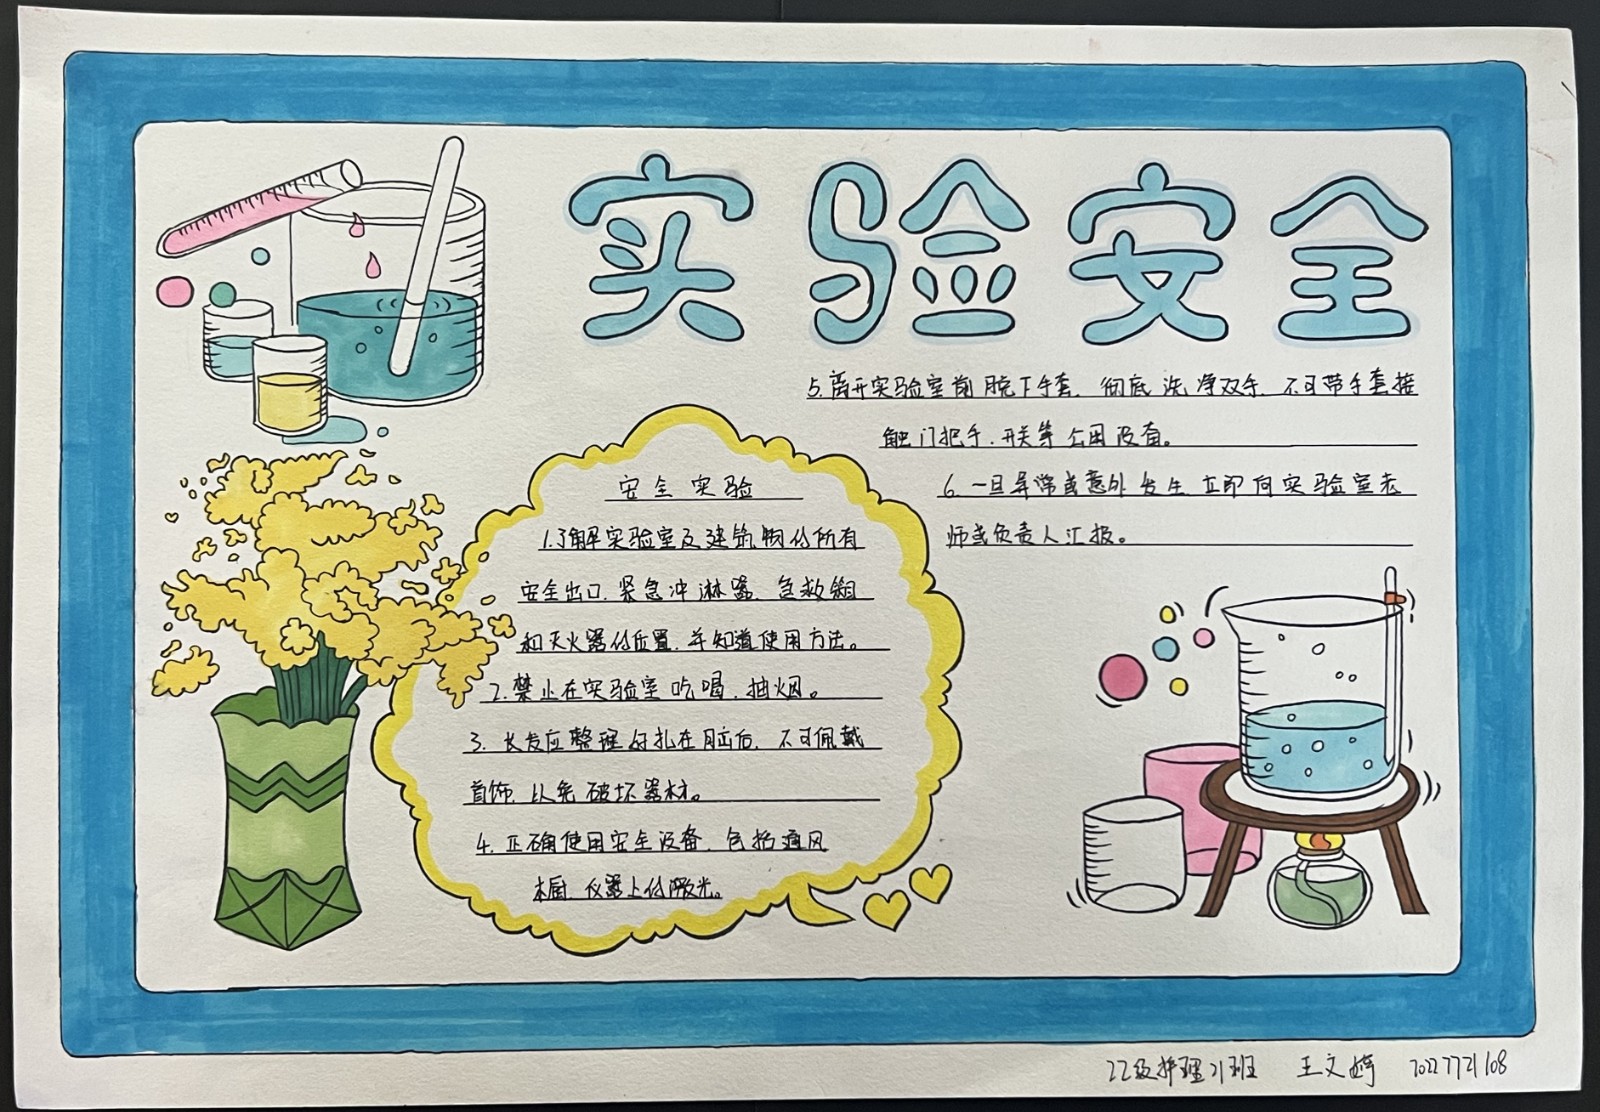 实验安全
安全实验
1.了解实验室及建筑物的所有
安全出口、紧急冲淋器、急救箱
和灭火器的位置,并知道使用方法。
2.禁止在实验室吃喝、抽烟。
3.长发应整理好扎在脑后,不可佩戴
首饰,以免破坏器材。
4.正确使用安全设备,包括通风
橱,仪器上的
5.离开实验室前脱下手套,彻底洗净双手,不可带手套接
触门把手、开关等公用设备。
6.一旦异常或意外发生立即向实验室老
师或负责人汇报。
22级护理21班 王文婷 20227721108